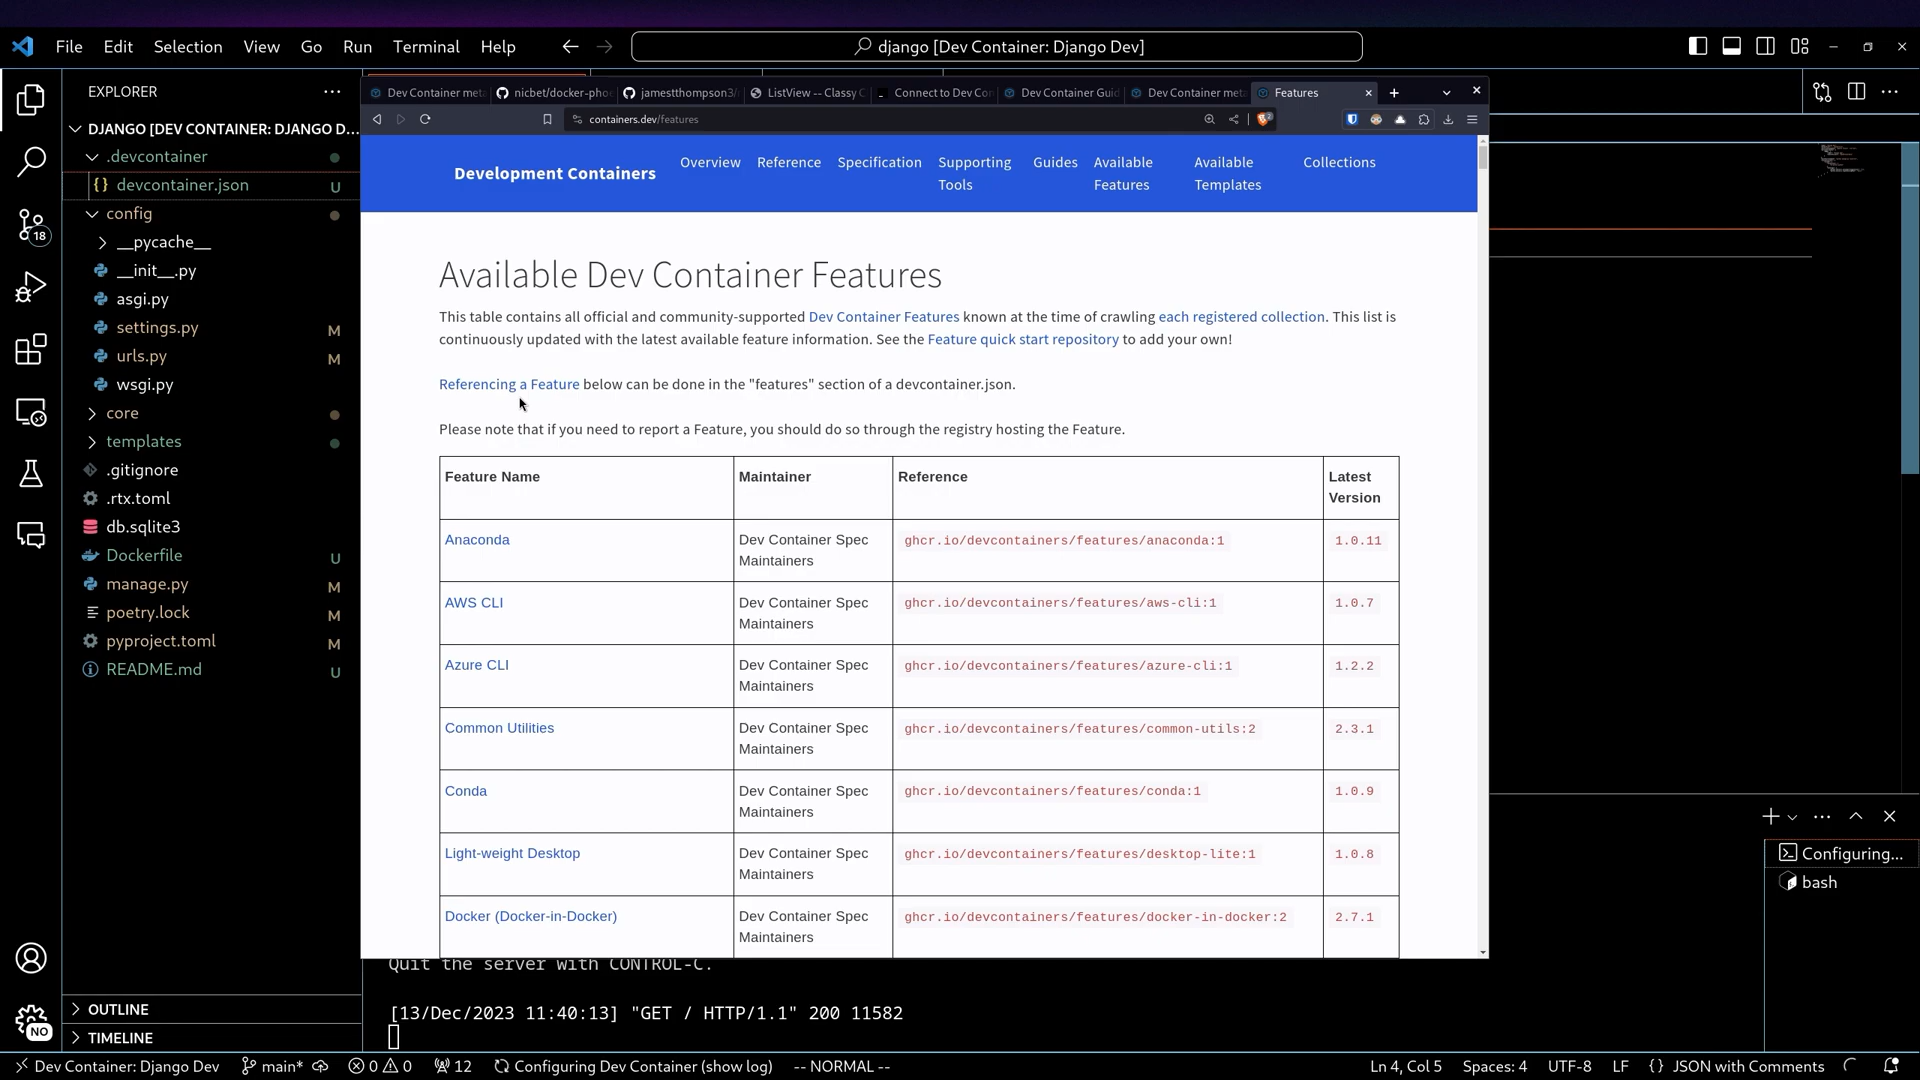 File Edit Selection View Go Run Terminal Help
django [Dev Container: Django Dev]
EXPLORER
DJANGO [DEV CONTAINER: DJANGO D...
.devcontainer
{} devcontainer.json U
config
__pycache__
__init__.py
asgi.py
settings.py M
urls.py M
wsgi.py
core
templates
.gitignore
.rtx.toml
db.sqlite3
Dockerfile U
manage.py M
poetry.lock M
pyproject.toml M
README.md U
18
NO
OUTLINE
TIMELINE
Dev Container met
nicbet/docker-pho
jamestthompson3/
ListView -- Classy C
Connect to Dev Con
Dev Container Guid
Dev Container meta
Features
containers.dev/features
Development Containers
Overview
Reference
Specification
Supporting Tools
Guides
Available Features
Available Templates
Collections
Available Dev Container Features
This table contains all official and community-supported Dev Container Features known at the time of crawling each registered collection. This list is
continuously updated with the latest available feature information. See the Feature quick start repository to add your own!
Referencing a Feature below can be done in the "features" section of a devcontainer.json.
Please note that if you need to report a Feature, you should do so through the registry hosting the Feature.
Feature Name Maintainer Reference Latest Version
Anaconda Dev Container Spec Maintainers ghcr.io/devcontainers/features/anaconda:1 1.0.11
AWS CLI Dev Container Spec Maintainers ghcr.io/devcontainers/features/aws-cli:1 1.0.7
Azure CLI Dev Container Spec Maintainers ghcr.io/devcontainers/features/azure-cli:1 1.2.2
Common Utilities Dev Container Spec Maintainers ghcr.io/devcontainers/features/common-utils:2 2.3.1
Conda Dev Container Spec Maintainers ghcr.io/devcontainers/features/conda:1 1.0.9
Light-weight Desktop Dev Container Spec Maintainers ghcr.io/devcontainers/features/desktop-lite:1 1.0.8
Docker (Docker-in-Docker) Dev Container Spec Maintainers ghcr.io/devcontainers/features/docker-in-docker:2 2.7.1
Configuring...
bash
Quit the server with CONTROL-C.
[13/Dec/2023 11:40:13] "GET / HTTP/1.1" 200 11582
Dev Container: Django Dev main* 0 0 12 Configuring Dev Container (show log) -- NORMAL -- Ln 4, Col 5 Spaces: 4 UTF-8 LF {} JSON with Comments